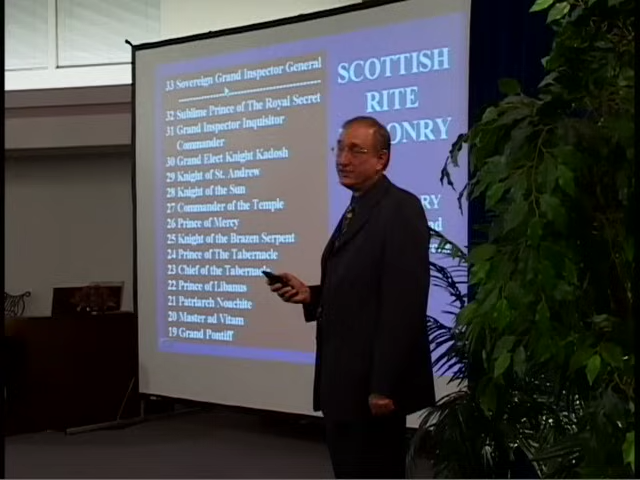 33 Sovereign Grand Inspector General
32 Sublime Prince of The Royal Secret
31 Grand Inspector Inquisitor
Commander
30 Grand Elect Knight Kadosh
29 Knight of St. Andrew
28 Knight of the Sun
27 Commander of the Temple
26 Prince of Mercy
25 Knight of the Brazen Serpent
24 Prince of The Tabernacle
23 Chief of the
22 Prince of Libanus
21 Patriarch Noachite
20 Master ad Vitam
19 Grand Pontiff
SCOTTISH
RITE
ONRY
RY